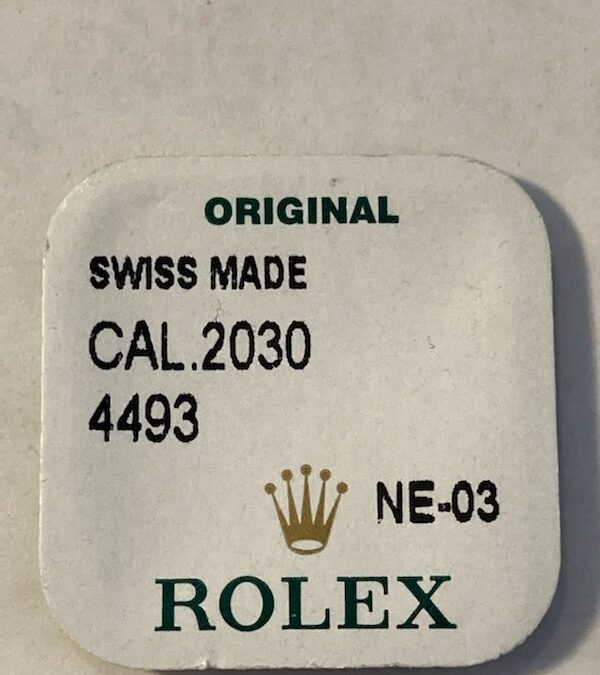 ORIGINAL
SWISS MADE
CAL.2030
4493
NE-03
ROLEX